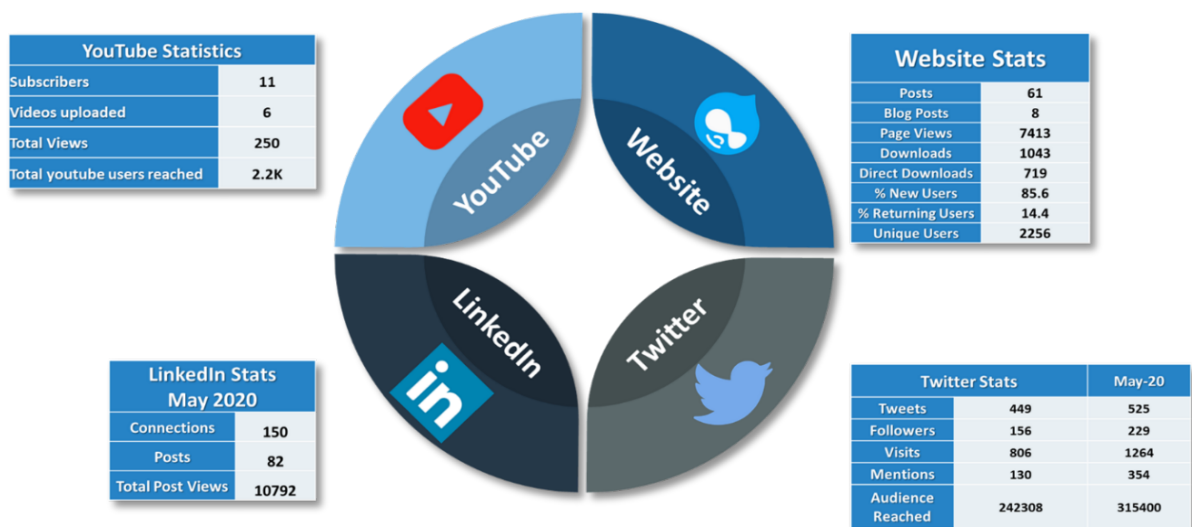 YouTube Statistics
Subscribers 11
Videos uploaded 6
Total Views 250
Total youtube users reached 2.2K
YouTube
Website
Website Stats
Posts 61
Blog Posts 8
Page Views 7413
Downloads 1043
Direct Downloads 719
% New Users 85.6
% Returning Users 14.4
Unique Users 2256
LinkedIn
in
Twitter
LinkedIn Stats
May 2020
Connections 150
Posts 82
Total Post Views 10792
Twitter Stats May-20
Tweets 449 525
Followers 156 229
Visits 806 1264
Mentions 130 354
Audience
Reached 242308 315400